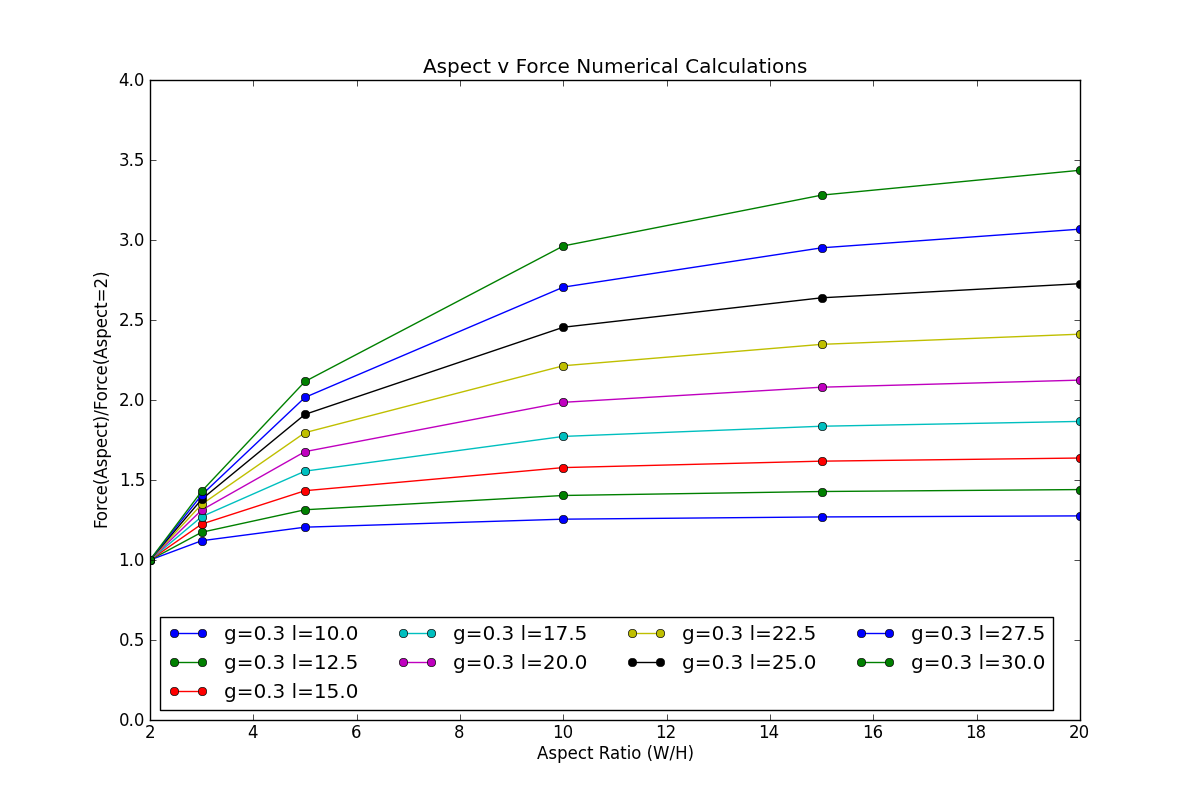 Aspect v Force Numerical Calculations
4.0
3.5
3.0
2.5
2.0
1.5
1.0
0.5
0.0
Force(Aspect)/Force(Aspect=2)
g=0.3 l=10.0 g=0.3 l=17.5 g=0.3 l=22.5 g=0.3 l=27.5
g=0.3 l=12.5 g=0.3 l=20.0 g=0.3 l=25.0 g=0.3 l=30.0
g=0.3 l=15.0
2 4 6 8 10 12 14 16 18 20
Aspect Ratio (W/H)